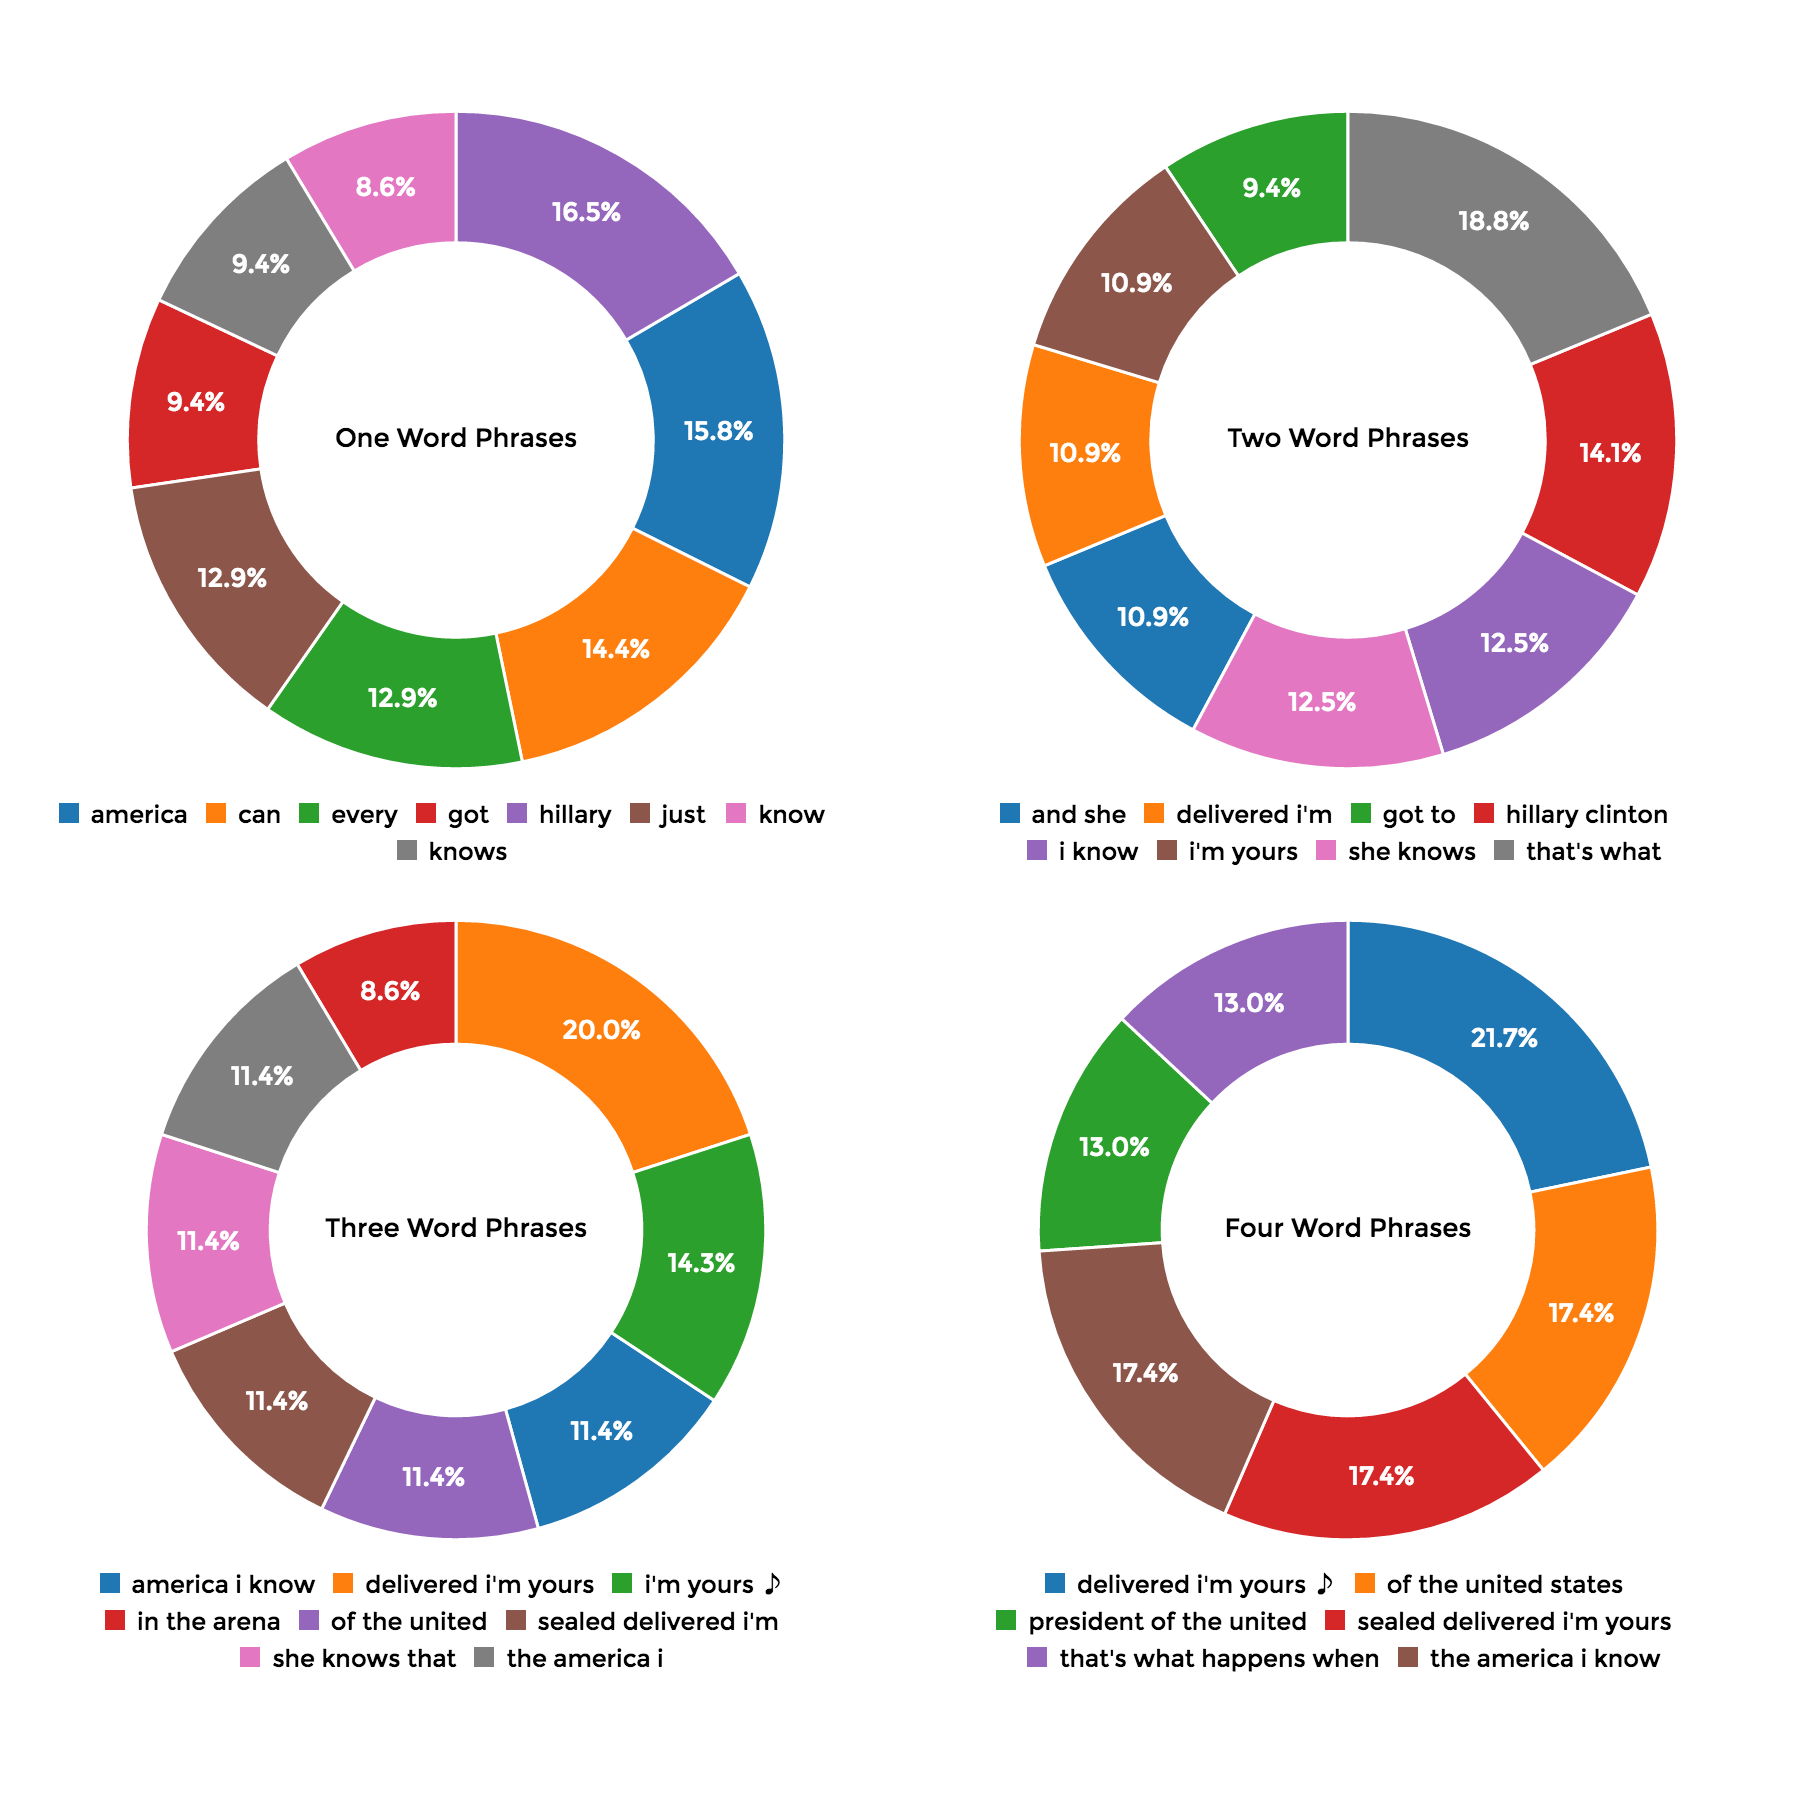 8.6%
16.5%
9.4%
9.4%
15.8%
One Word Phrases
12.9%
14.4%
12.9%
america can every got hillary just know
knows
9.4%
18.8%
10.9%
10.9%
14.1%
Two Word Phrases
10.9%
12.5%
12.5%
and she delivered i'm got to hillary clinton
i know i'm yours she knows that's what
8.6%
20.0%
11.4%
11.4%
14.3%
Three Word Phrases
11.4%
11.4%
11.4%
america i know delivered i'm yours i'm yours ♪
in the arena of the united sealed delivered i'm
she knows that the america i
13.0%
21.7%
13.0%
Four Word Phrases
17.4%
17.4%
17.4%
delivered i'm yours ♪ of the united states
president of the united sealed delivered i'm yours
that's what happens when the america i know